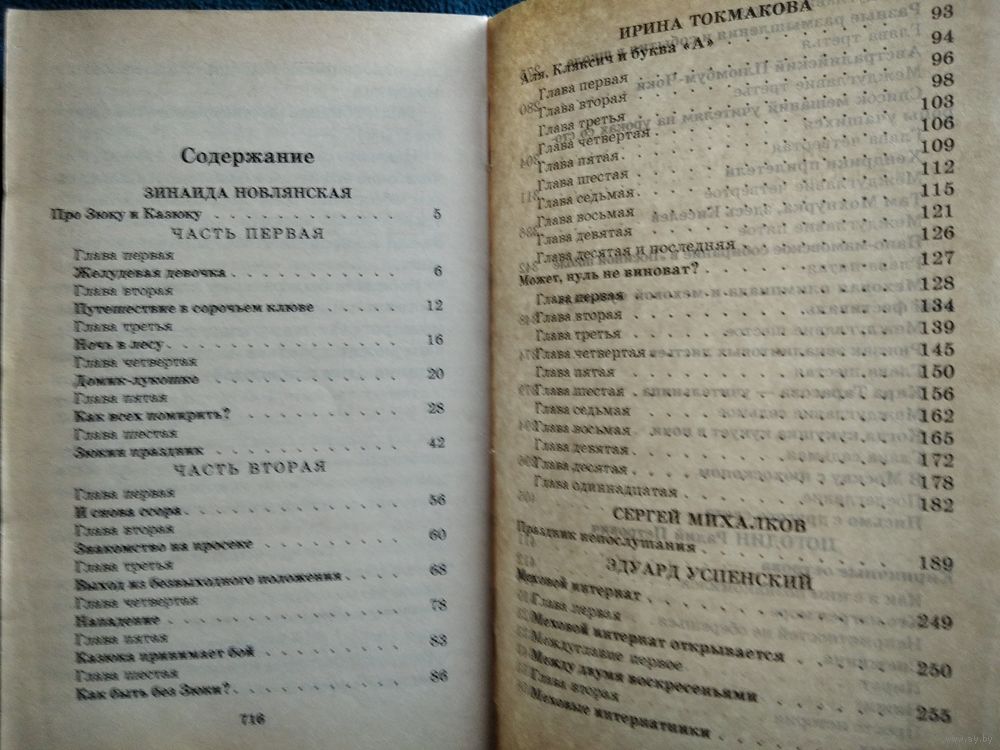 Содержание
ЗИНАИДА НОВЛЯНСКАЯ
Про Зюку и Казюку . . . . . . . . . . . . 5
ЧАСТЬ ПЕРВАЯ
Глава первая
Желудевая девочка . . . . . . . . . . . 6
Глава вторая
Путешествие в сорочьем клюве . . . . . . 12
Глава третья
Ночь в лесу . . . . . . . . . . . . . . 16
Глава четвертая
Домик-лукошко . . . . . . . . . . . . 20
Глава пятая
Как всех помирить? . . . . . . . . . . 28
Глава шестая
Зюкин праздник . . . . . . . . . . . . 42
ЧАСТЬ ВТОРАЯ
Глава первая
И снова ссора . . . . . . . . . . . . . 56
Глава вторая
Знакомство на просеке . . . . . . . . . 60
Глава третья
Выход из безвыходного положения . . . . . 68
Глава четвертая
Нападение . . . . . . . . . . . . . . 78
Глава пятая
Казюка принимает бой . . . . . . . . . 83
Глава шестая
Как быть без Зюки? . . . . . . . . . . 86
716
ИРИНА ТОКМАКОВА
Аля, Кляксич и буква «А» . . . . . . . 93
Глава первая . . . . . . . . . . . 94
Глава вторая . . . . . . . . . . . 96
Глава третья . . . . . . . . . . . 98
Глава четвертая . . . . . . . . . . 103
Глава пятая . . . . . . . . . . . 106
Глава шестая . . . . . . . . . . . 109
Глава седьмая . . . . . . . . . . . 112
Глава восьмая . . . . . . . . . . . 115
Глава девятая . . . . . . . . . . . 121
Глава десятая и последняя . . . . . . . 126
Может, нуль не виноват? . . . . . . . . 127
Глава первая . . . . . . . . . . . 128
Глава вторая . . . . . . . . . . . 134
Глава третья . . . . . . . . . . . 139
Глава четвертая . . . . . . . . . . 145
Глава пятая . . . . . . . . . . . 150
Глава шестая . . . . . . . . . . . 156
Глава седьмая . . . . . . . . . . . 162
Глава восьмая . . . . . . . . . . . 165
Глава девятая . . . . . . . . . . . 172
Глава десятая . . . . . . . . . . . 178
Глава одиннадцатая . . . . . . . . . 182
СЕРГЕЙ МИХАЛКОВ
Праздник непослушания . . . . . . . . . 189
ЭДУАРД УСПЕНСКИЙ
Меховой интернат . . . . . . . . . . . 249
Глава первая
Меховой интернат открывается . . . . . . 250
Междуглавие первое
Между двумя воскресеньями . . . . . . . 255
Глава вторая
Меховые интернатники . . . . . . . .
www.ay.by